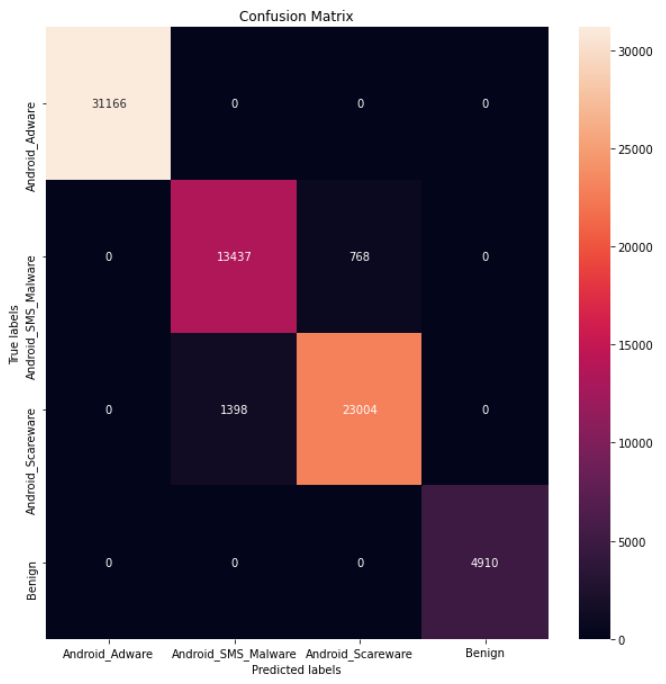 Confusion Matrix
Android_Adware
31166 0 0 0
Android_SMS_Malware
0 13437 768 0
True labels
Android_Scareware
0 1398 23004 0
Benign
0 0 0 4910
Android_Adware Android_SMS_Malware Android_Scareware Benign
Predicted labels
30000
25000
20000
15000
10000
5000
0